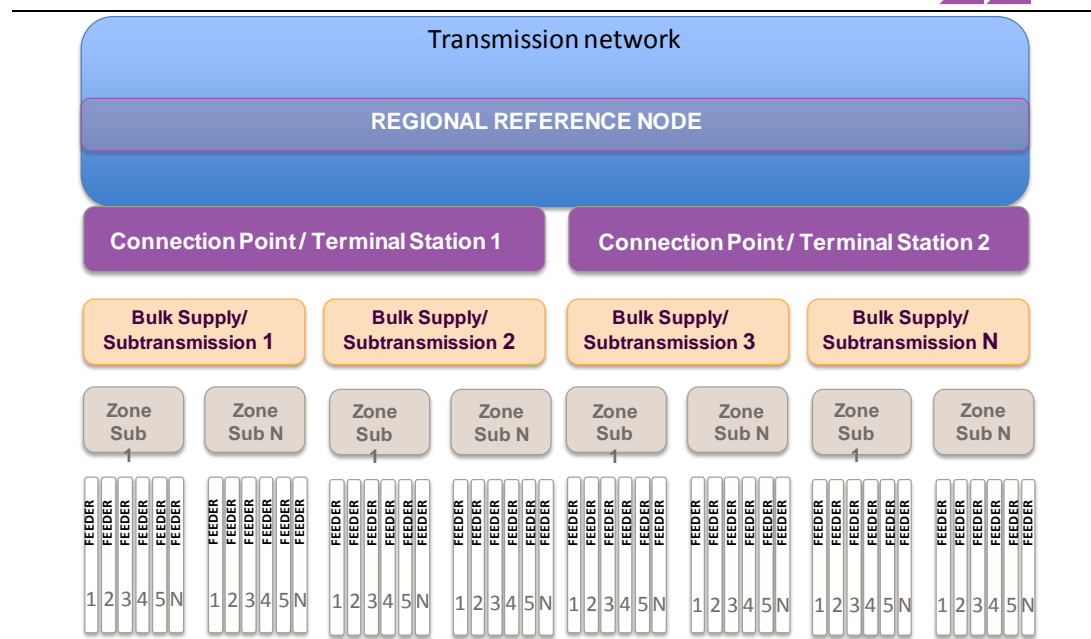 Transmission network
REGIONAL REFERENCE NODE
Connection Point / Terminal Station 1
Connection Point / Terminal Station 2
Bulk Supply/
Subtransmission 1
Bulk Supply/
Subtransmission 2
Bulk Supply/
Subtransmission 3
Bulk Supply/
Subtransmission N
Zone
Sub
1
Zone
Sub N
Zone
Sub
1
Zone
Sub N
Zone
Sub
1
Zone
Sub N
Zone
Sub
1
Zone
Sub N
FEEDER FEEDER FEEDER FEEDER FEEDER FEEDER
1 2 3 4 5 N
FEEDER FEEDER FEEDER FEEDER FEEDER FEEDER
1 2 3 4 5 N
FEEDER FEEDER FEEDER FEEDER FEEDER FEEDER
1 2 3 4 5 N
FEEDER FEEDER FEEDER FEEDER FEEDER FEEDER
1 2 3 4 5 N
FEEDER FEEDER FEEDER FEEDER FEEDER FEEDER
1 2 3 4 5 N
FEEDER FEEDER FEEDER FEEDER FEEDER FEEDER
1 2 3 4 5 N
FEEDER FEEDER FEEDER FEEDER FEEDER FEEDER
1 2 3 4 5 N
FEEDER FEEDER FEEDER FEEDER FEEDER FEEDER
1 2 3 4 5 N